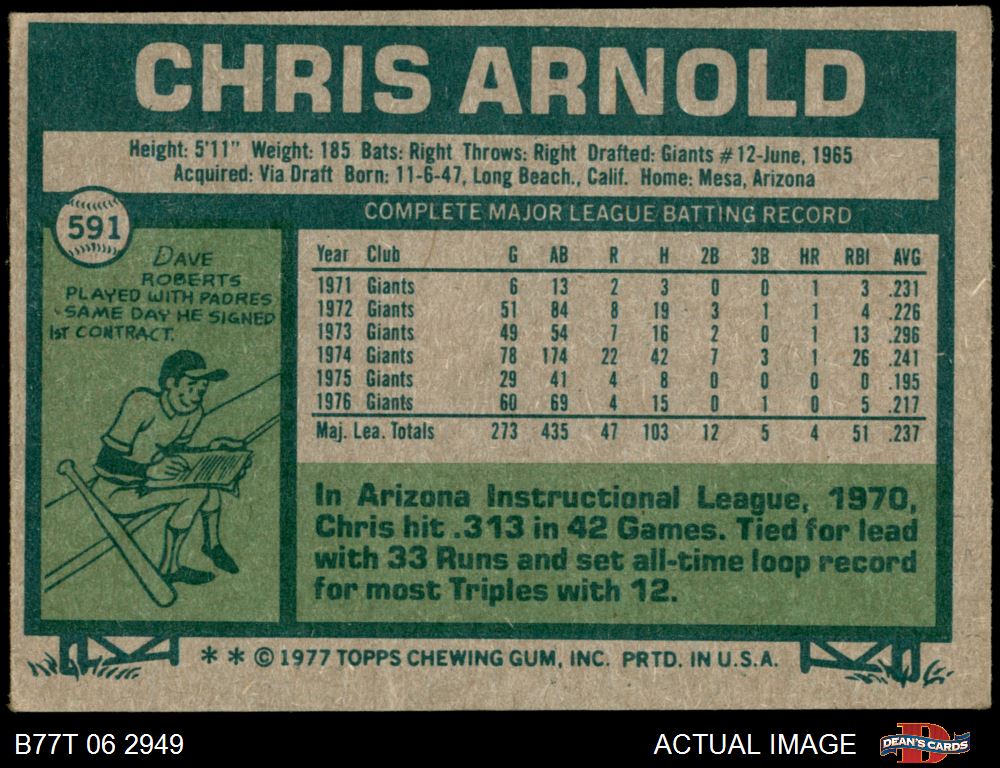 CHRIS ARNOLD
Height: 5'11" Weight: 185 Bats: Right Throws: Right Drafted: Giants #12-June, 1965
Acquired: Via Draft Born: 11-6-47, Long Beach., Calif. Home: Mesa, Arizona
591
COMPLETE MAJOR LEAGUE BATTING RECORD
DAVE
ROBERTS
PLAYED WITH PADRES
SAME DAY HE SIGNED
1ST CONTRACT.
Year Club G AB R H 2B 3B HR RBI AVG
1971 Giants 6 13 2 3 0 0 1 3 .231
1972 Giants 51 84 8 19 3 1 1 4 .226
1973 Giants 49 54 7 16 2 0 1 13 .296
1974 Giants 78 174 22 42 7 3 1 26 .241
1975 Giants 29 41 4 8 0 0 0 0 .195
1976 Giants 60 69 4 15 0 1 0 5 .217
Maj. Lea. Totals 273 435 47 103 12 5 4 51 .237
In Arizona Instructional League, 1970,
Chris hit .313 in 42 Games. Tied for lead
with 33 Runs and set all-time loop record
for most Triples with 12.
* * © 1977 TOPPS CHEWING GUM, INC. PRTD. IN U.S.A.
B77T 06 2949
ACTUAL IMAGE
DEAN'S CARDS